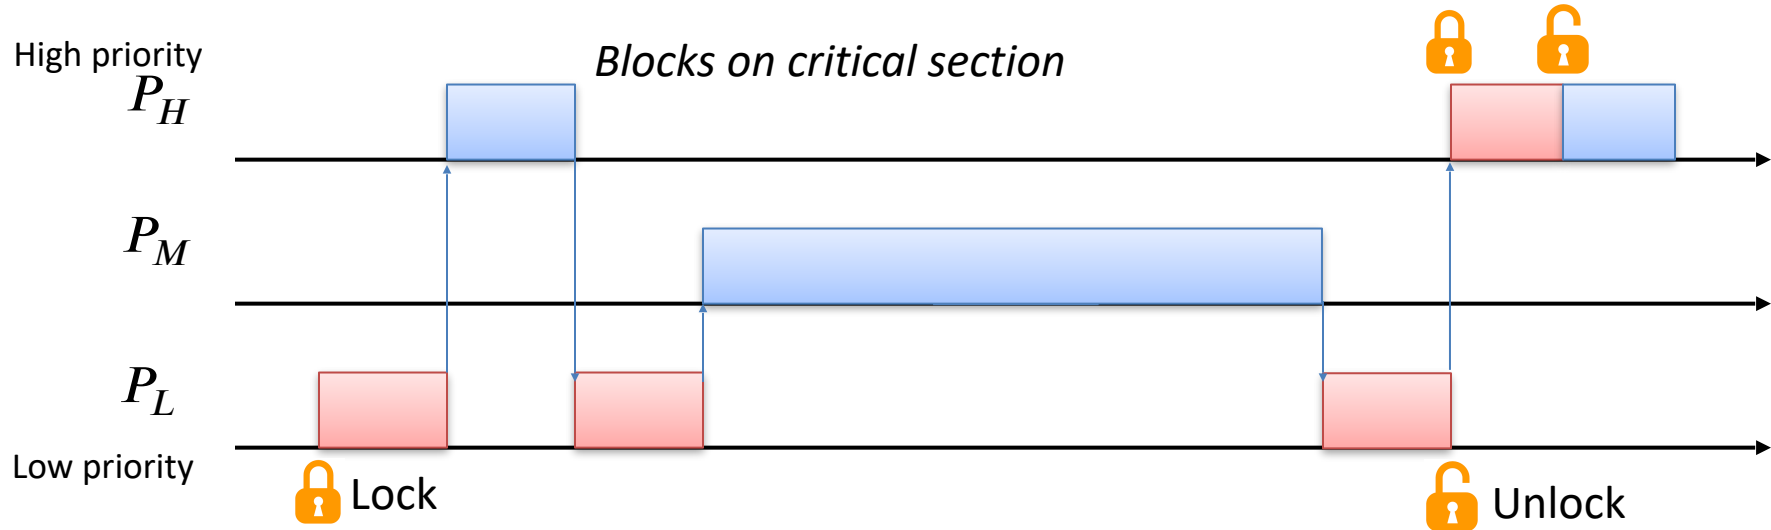 High priority
Blocks on critical section
P_H
P_M
P_L
Low priority
Lock
Unlock